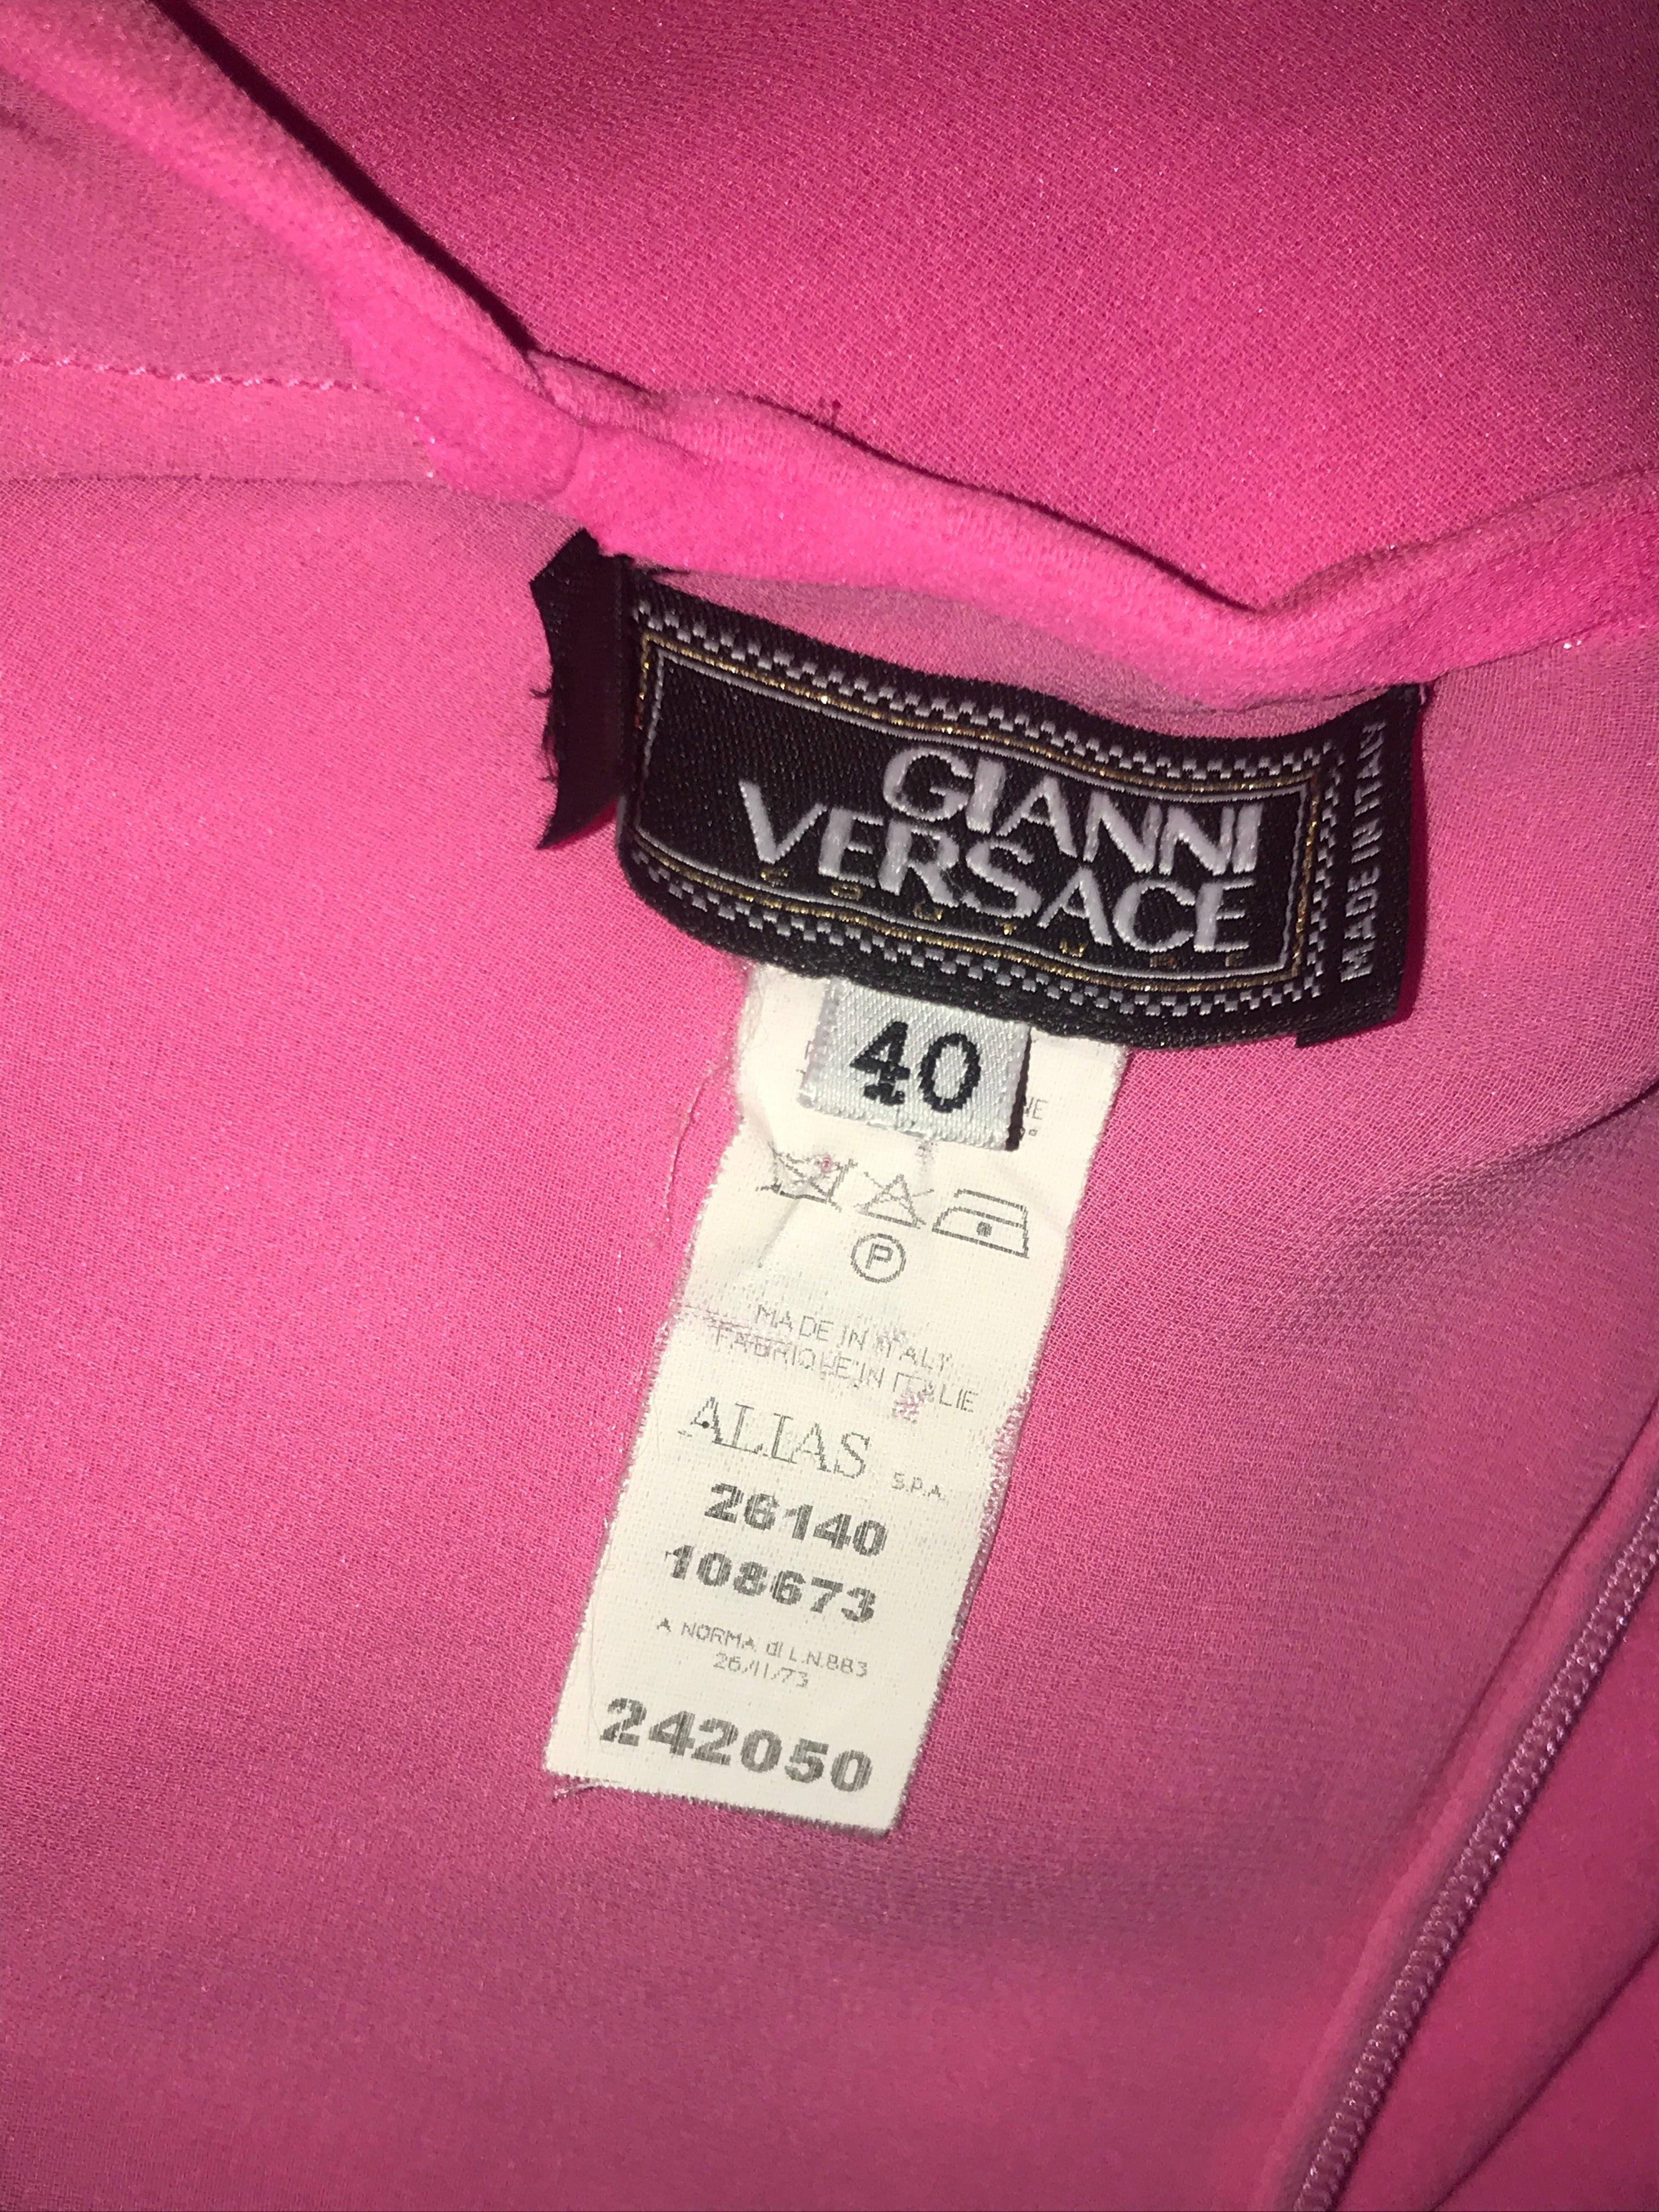 GIANNI
VERSACE
COUTURE
MADE IN ITALY
40
P
MADE IN ITALY
FABRIQUE IN ITALIE
ALIAS S.P.A.
26140
108673
A NORMA di L.N.883
26/11/73
242050